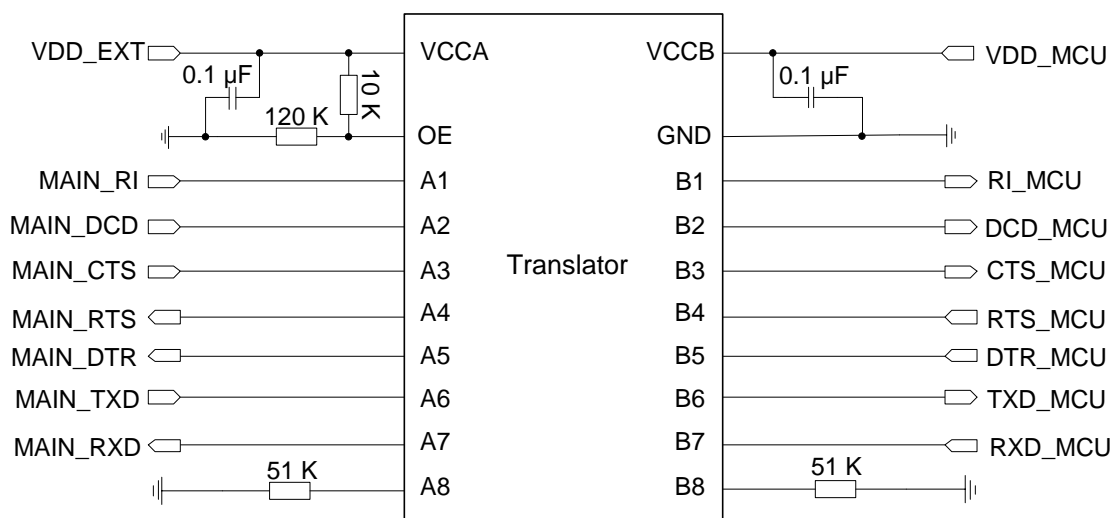 VDD_EXT VCCA VCCB VDD_MCU
0.1 µF 10 K 0.1 µF
120 K
OE GND
MAIN_RI A1 B1 RI_MCU
MAIN_DCD A2 B2 DCD_MCU
Translator
MAIN_CTS A3 B3 CTS_MCU
MAIN_RTS A4 B4 RTS_MCU
MAIN_DTR A5 B5 DTR_MCU
MAIN_TXD A6 B6 TXD_MCU
MAIN_RXD A7 B7 RXD_MCU
51 K 51 K
A8 B8